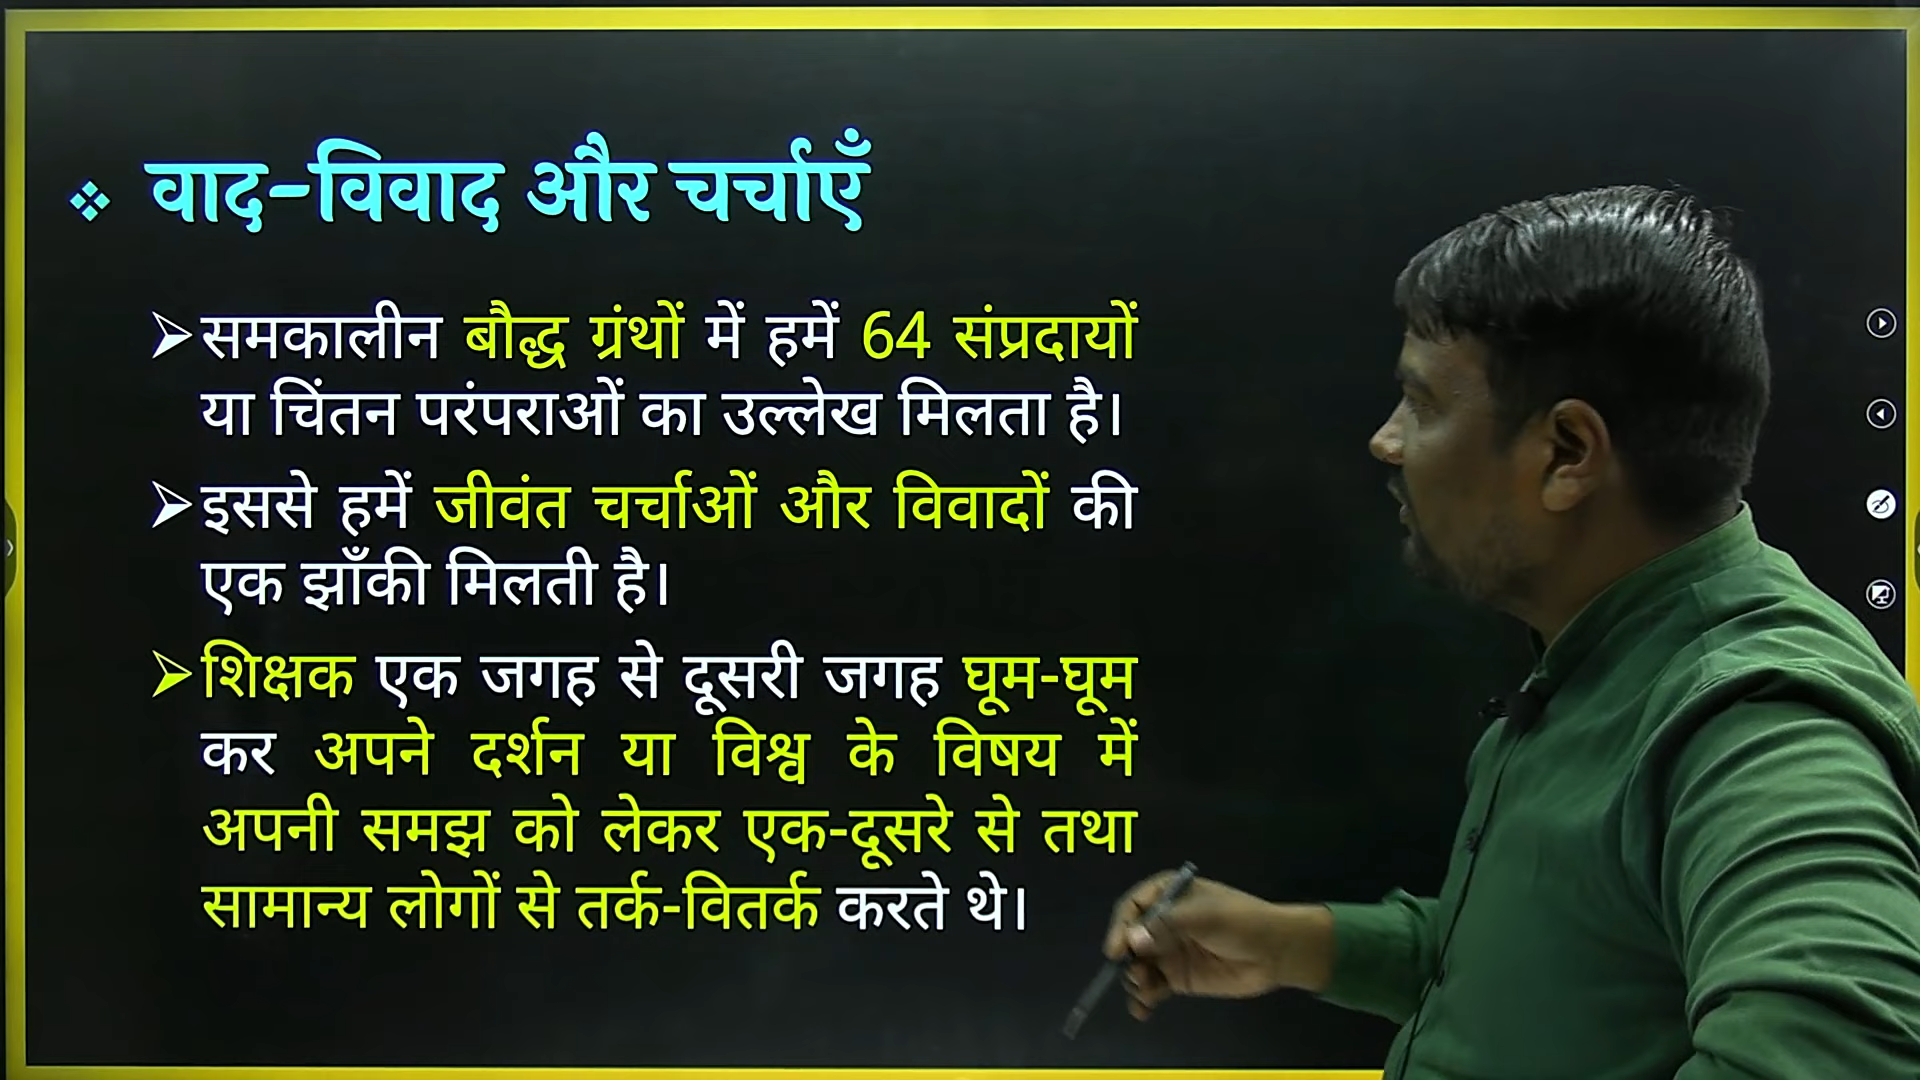 वाद-विवाद और चर्चाएँ
समकालीन बौद्ध ग्रंथों में हमें 64 संप्रदायों
या चिंतन परंपराओं का उल्लेख मिलता है।
इससे हमें जीवंत चर्चाओं और विवादों की
एक झाँकी मिलती है।
शिक्षक एक जगह से दूसरी जगह घूम-घूम
कर अपने दर्शन या विश्व के विषय में
अपनी समझ को लेकर एक-दूसरे से तथा
सामान्य लोगों से तर्क-वितर्क करते थे।